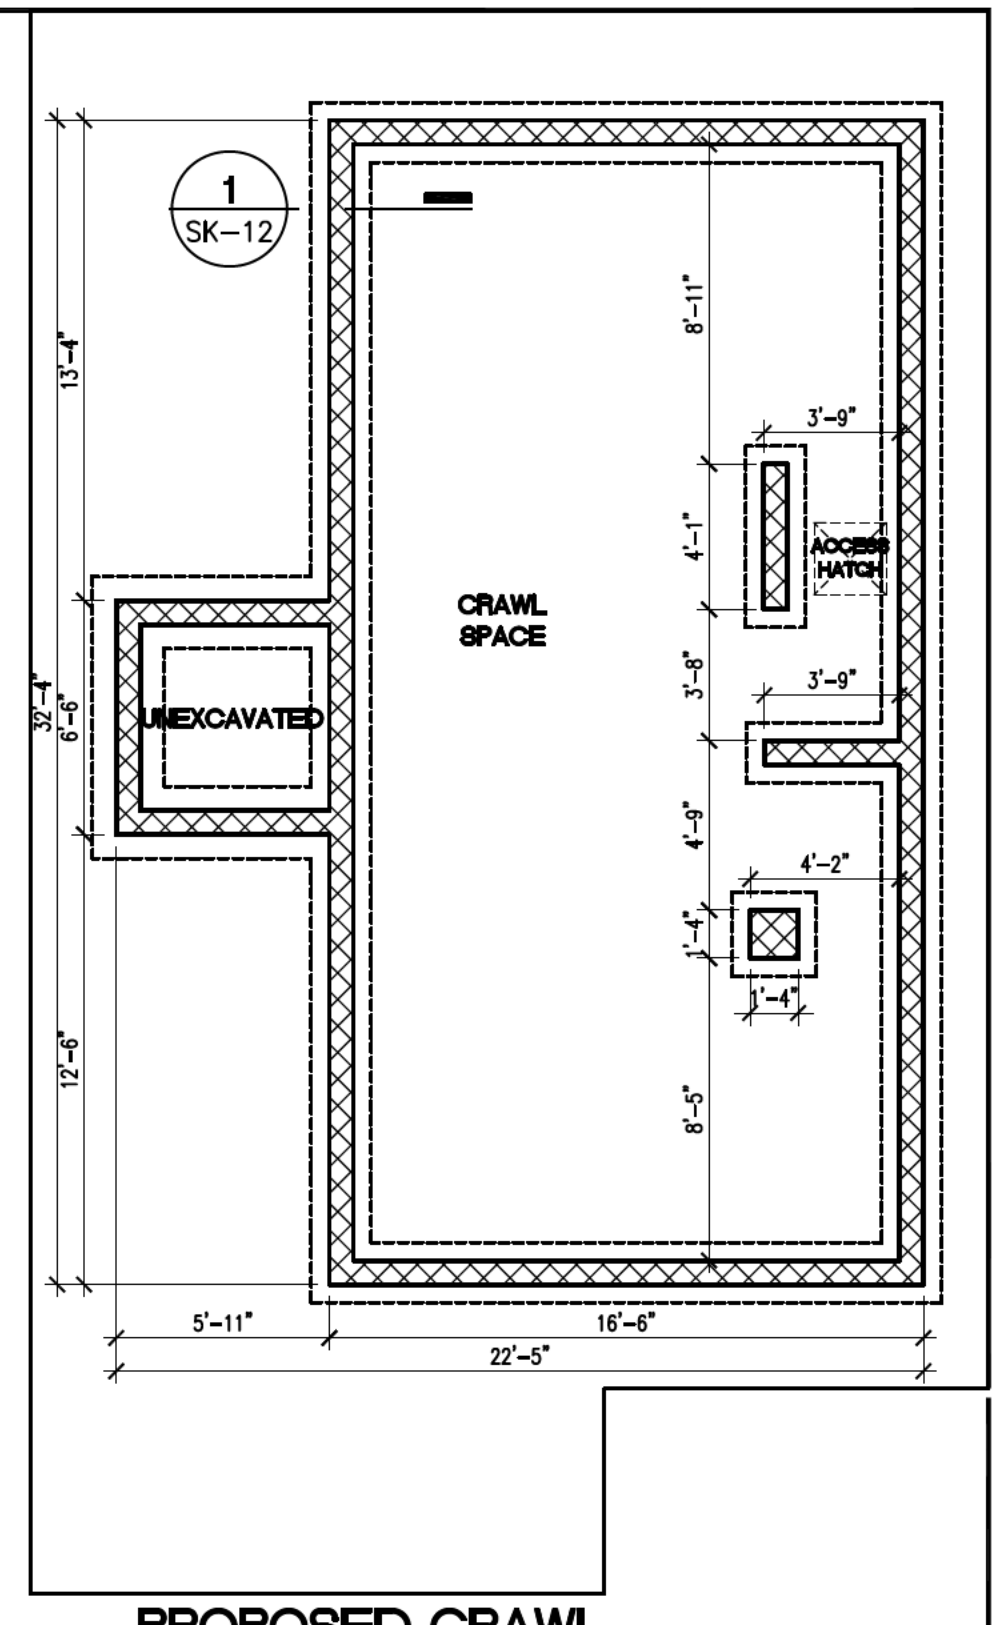 1
SK-12
8'-11"
13'-4"
3'-9"
4'-1"
ACCESS
HATCH
CRAWL
SPACE
3'-8"
3'-9"
32'-4"
6'-6"
UNEXCAVATED
4'-9"
4'-2"
1'-4"
1'-4"
12'-6"
8'-5"
5'-11"
16'-6"
22'-5"
PROPOSED CRAWL